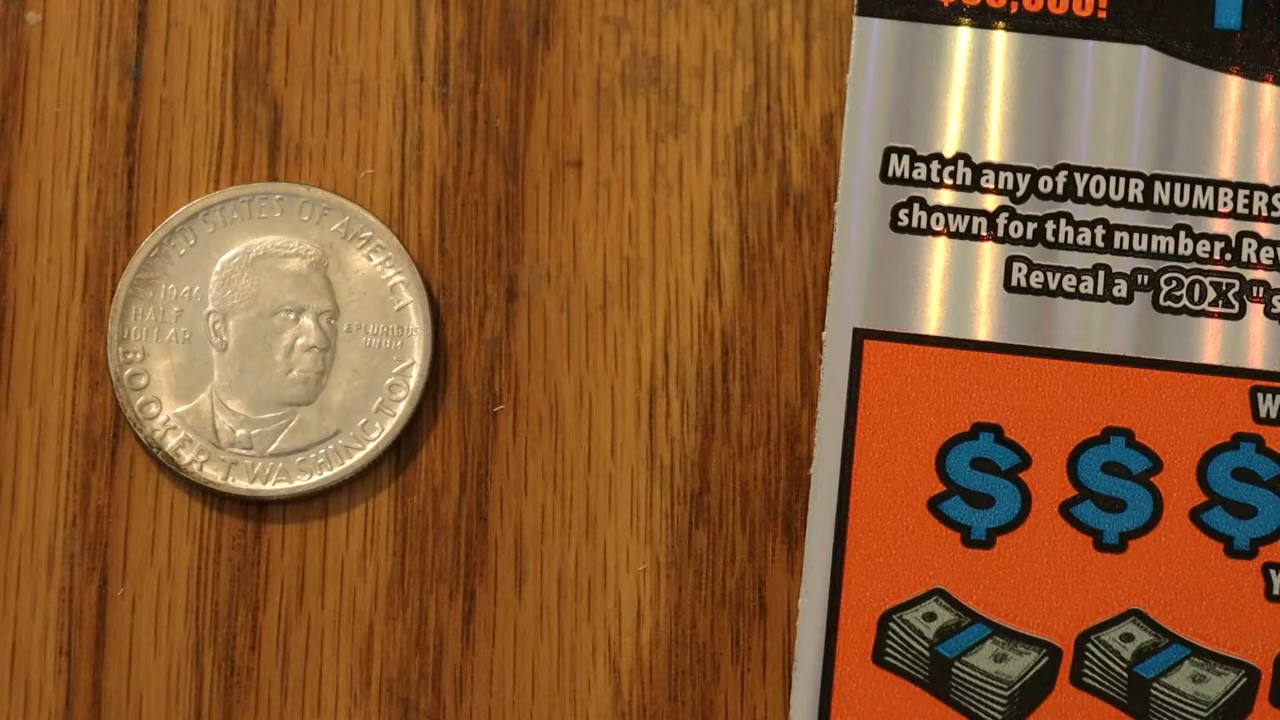 UNITED STATES OF AMERICA
1946
HALF
DOLLAR
E PLURIBUS
UNUM
BOOKER T. WASHINGTON
Match any of YOUR NUMBERS
shown for that number. Rev
Reveal a " 20X " s
W
$ $ $
Y